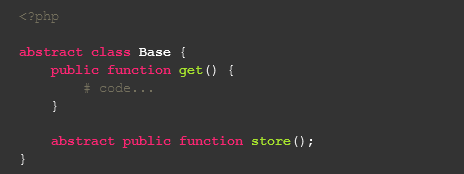 <?php

abstract class Base {
    public function get() {
        # code...
    }

    abstract public function store();
}